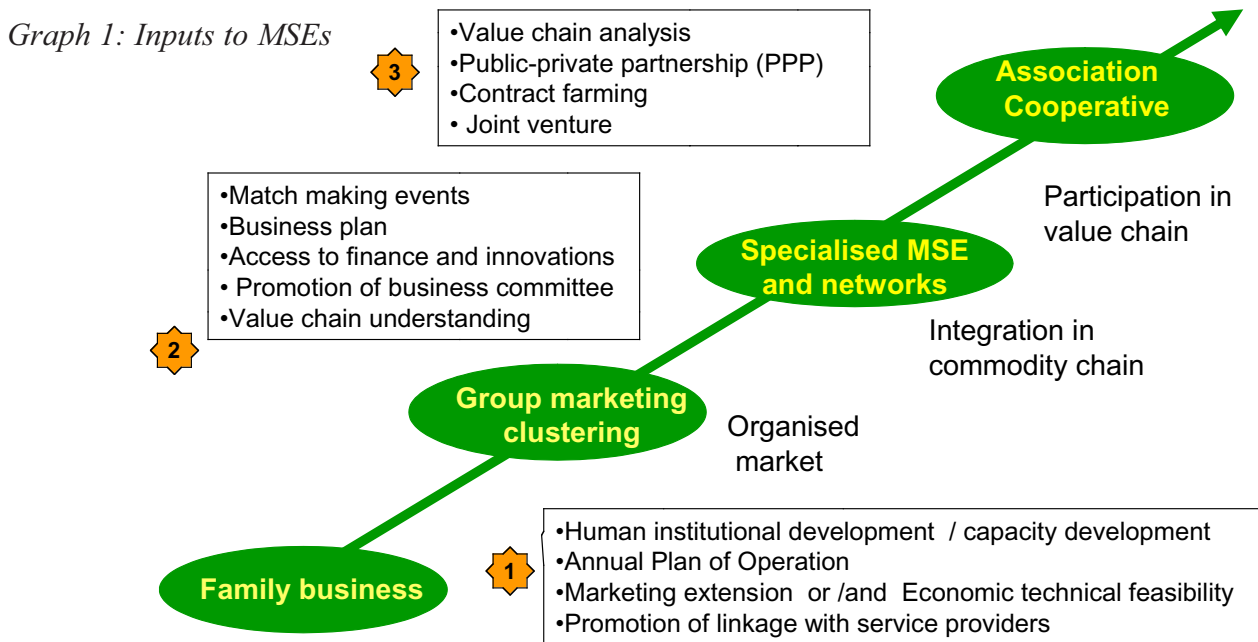 Graph 1: Inputs to MSEs
3
•Value chain analysis
•Public-private partnership (PPP)
•Contract farming
• Joint venture
Association
Cooperative
Participation in
value chain
•Match making events
•Business plan
•Access to finance and innovations
• Promotion of business committee
•Value chain understanding
2
Specialised MSE
and networks
Integration in
commodity chain
Group marketing
clustering
Organised
market
1
•Human institutional development / capacity development
•Annual Plan of Operation
•Marketing extension or /and Economic technical feasibility
•Promotion of linkage with service providers
Family business